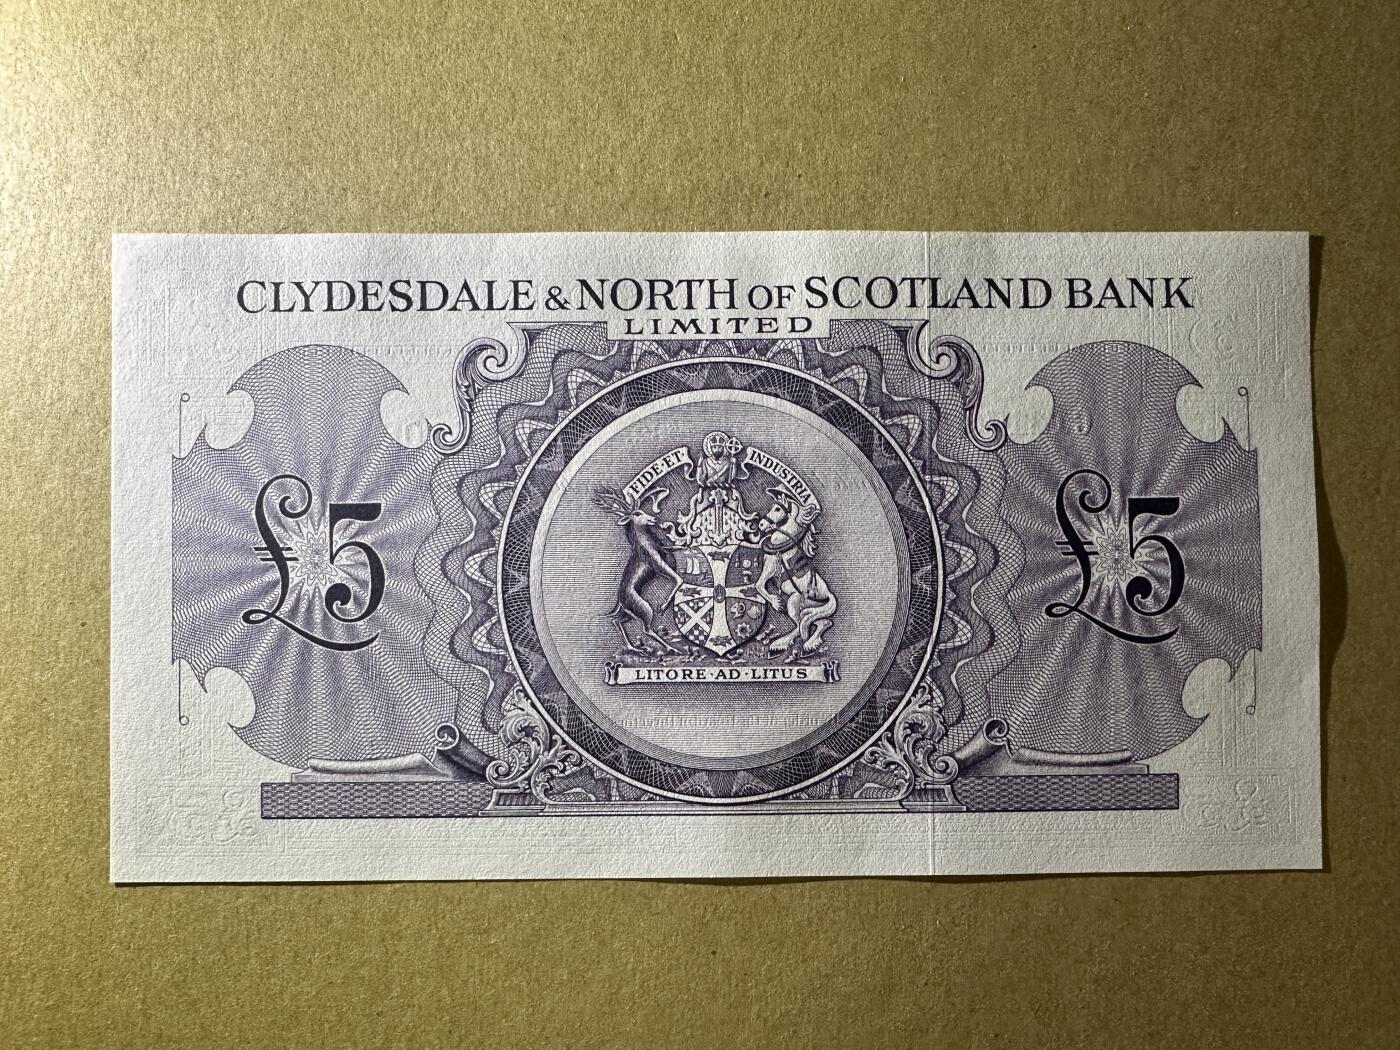 CLYDESDALE & NORTH OF SCOTLAND BANK
LIMITED
FIDE·ET INDUSTRIA
£5 £5
LITORE·AD·LITUS